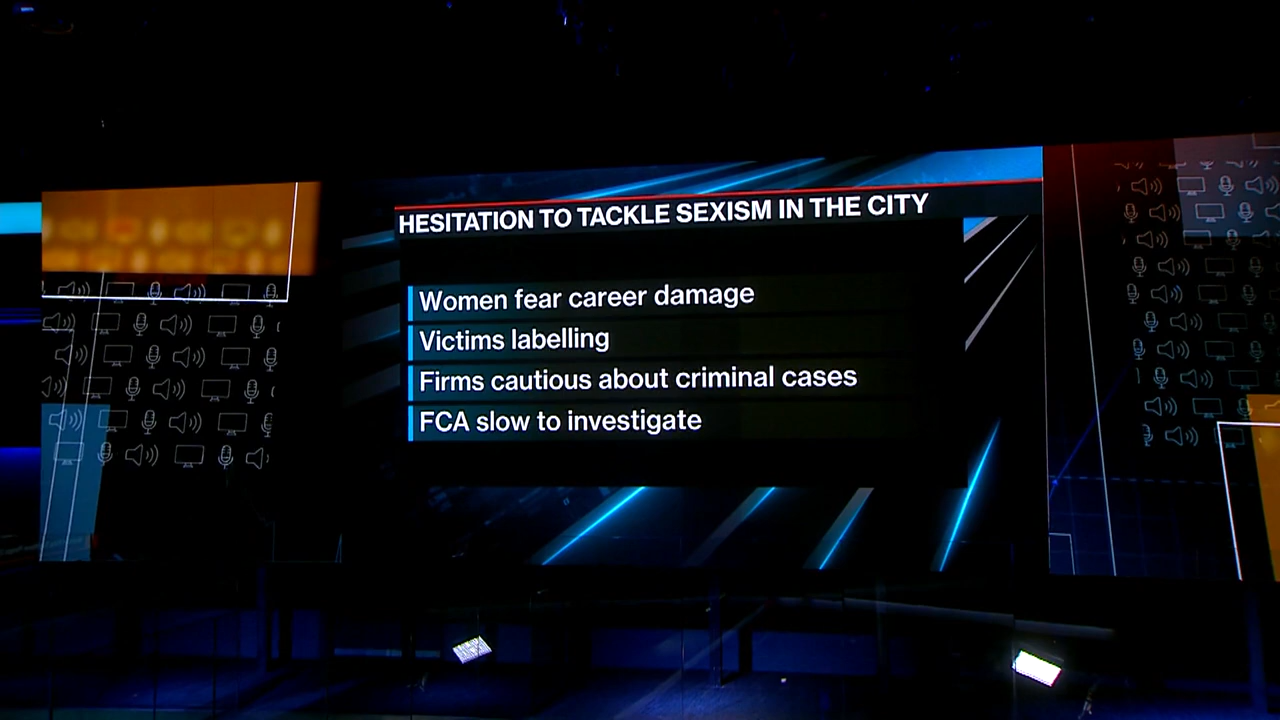 HESITATION TO TACKLE SEXISM IN THE CITY
Women fear career damage
Victims labelling
Firms cautious about criminal cases
FCA slow to investigate